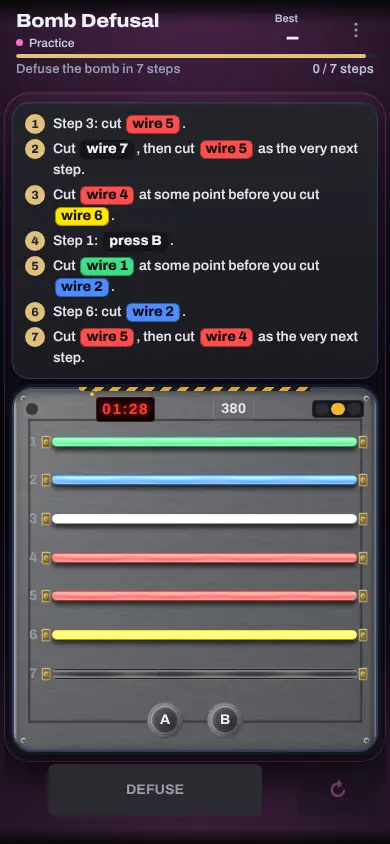 Bomb Defusal
Best
Practice
–
Defuse the bomb in 7 steps
0 / 7 steps
1 Step 3: cut wire 5 .
2 Cut wire 7 , then cut wire 5 as the very next
step.
3 Cut wire 4 at some point before you cut
wire 6 .
4 Step 1: press B .
5 Cut wire 1 at some point before you cut
wire 2 .
6 Step 6: cut wire 2 .
7 Cut wire 5 , then cut wire 4 as the very next
step.
01:28
380
1
2
3
4
5
6
7
A B
DEFUSE